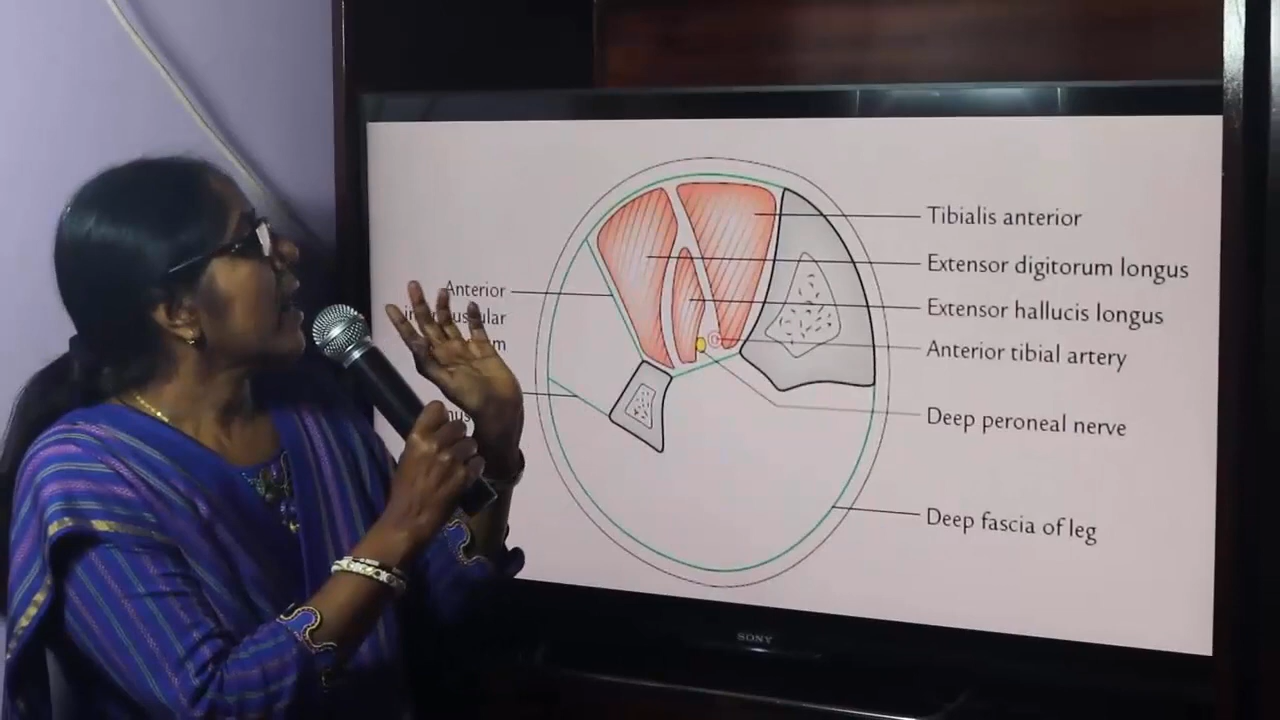 Anterior
Tibialis anterior
Extensor digitorum longus
Extensor hallucis longus
Anterior tibial artery
Deep peroneal nerve
Deep fascia of leg
SONY